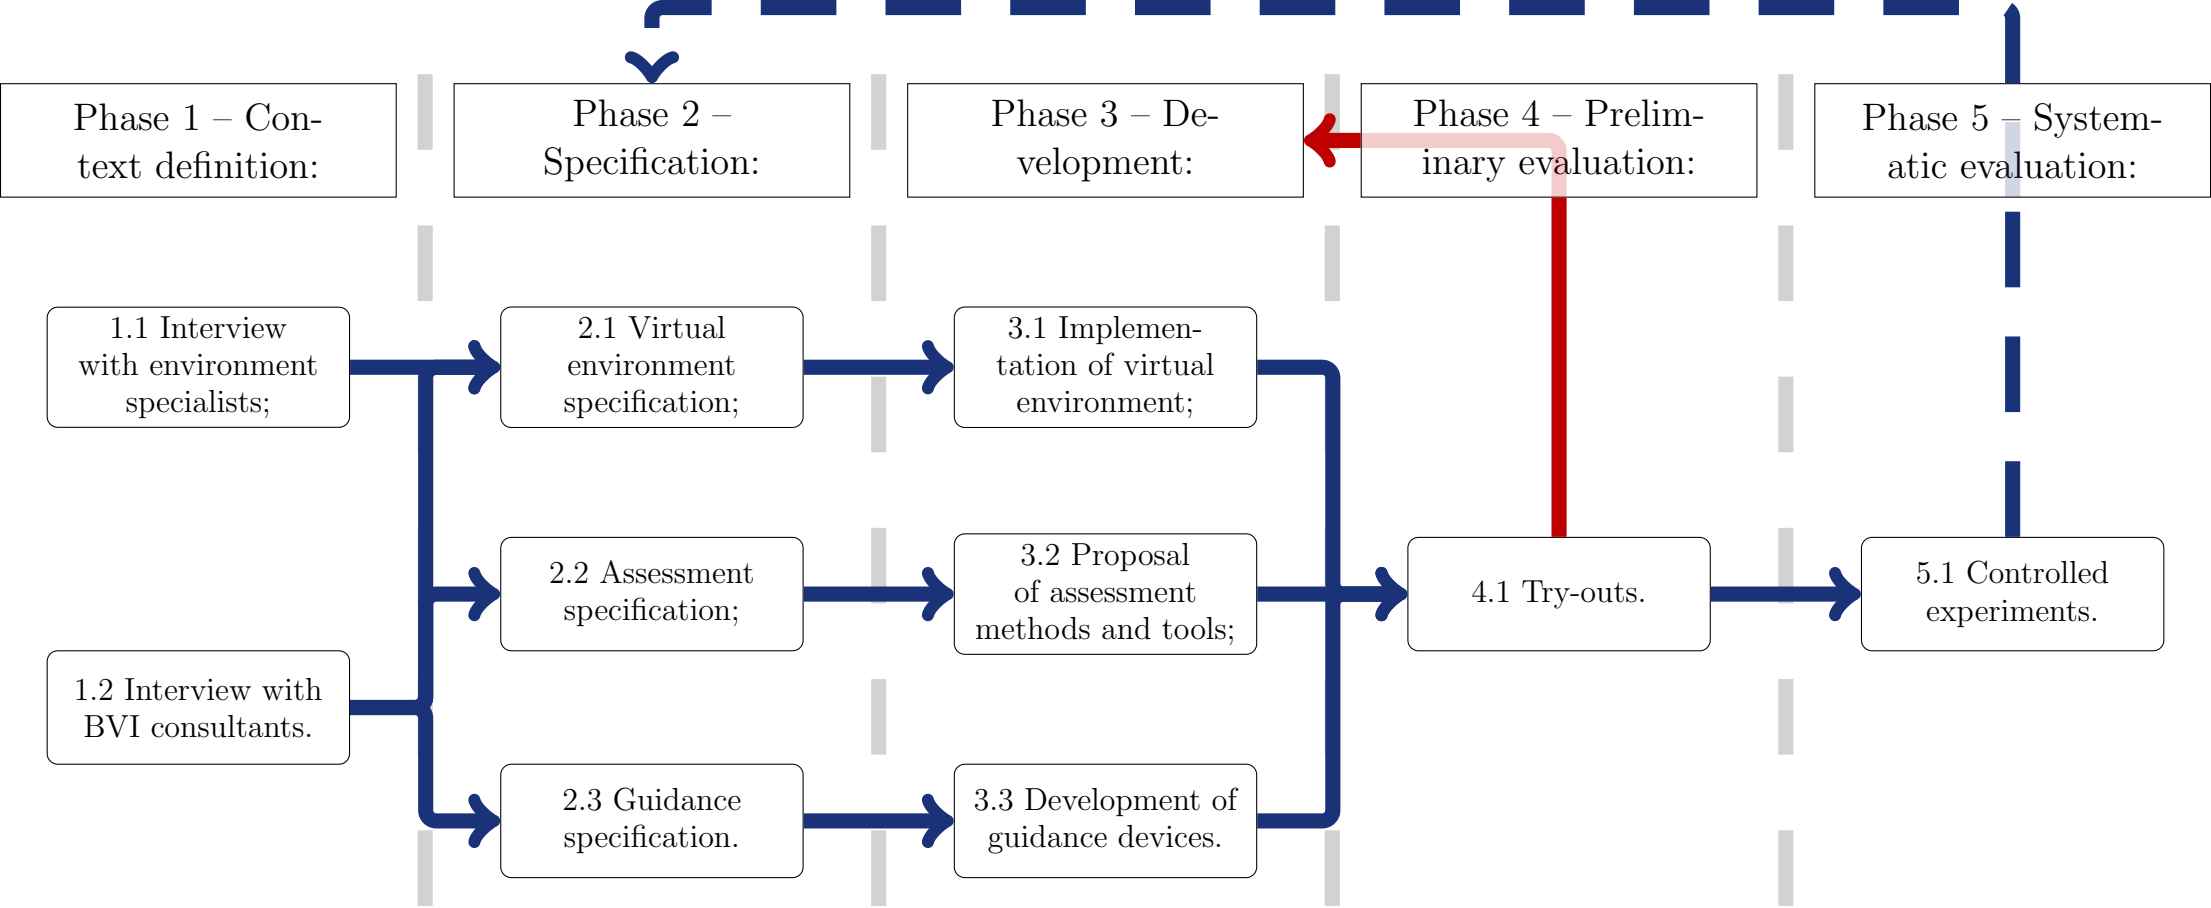 Phase 1 – Con-
text definition:
Phase 2 –
Specification:
Phase 3 – De-
velopment:
Phase 4 – Prelim-
inary evaluation:
Phase 5 – System-
atic evaluation:
1.1 Interview
with environment
specialists;
1.2 Interview with
BVI consultants.
2.1 Virtual
environment
specification;
2.2 Assessment
specification;
2.3 Guidance
specification.
3.1 Implemen-
tation of virtual
environment;
3.2 Proposal
of assessment
methods and tools;
3.3 Development of
guidance devices.
4.1 Try-outs.
5.1 Controlled
experiments.